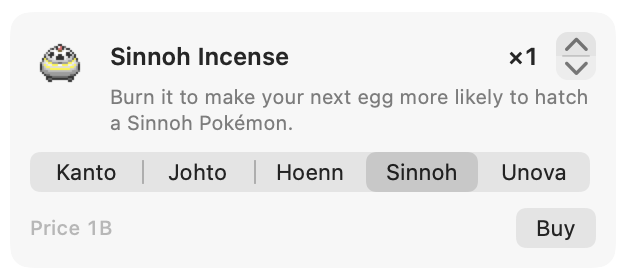 Sinnoh Incense ×1
Burn it to make your next egg more likely to hatch
a Sinnoh Pokémon.
Kanto Johto Hoenn Sinnoh Unova
Price 1B Buy